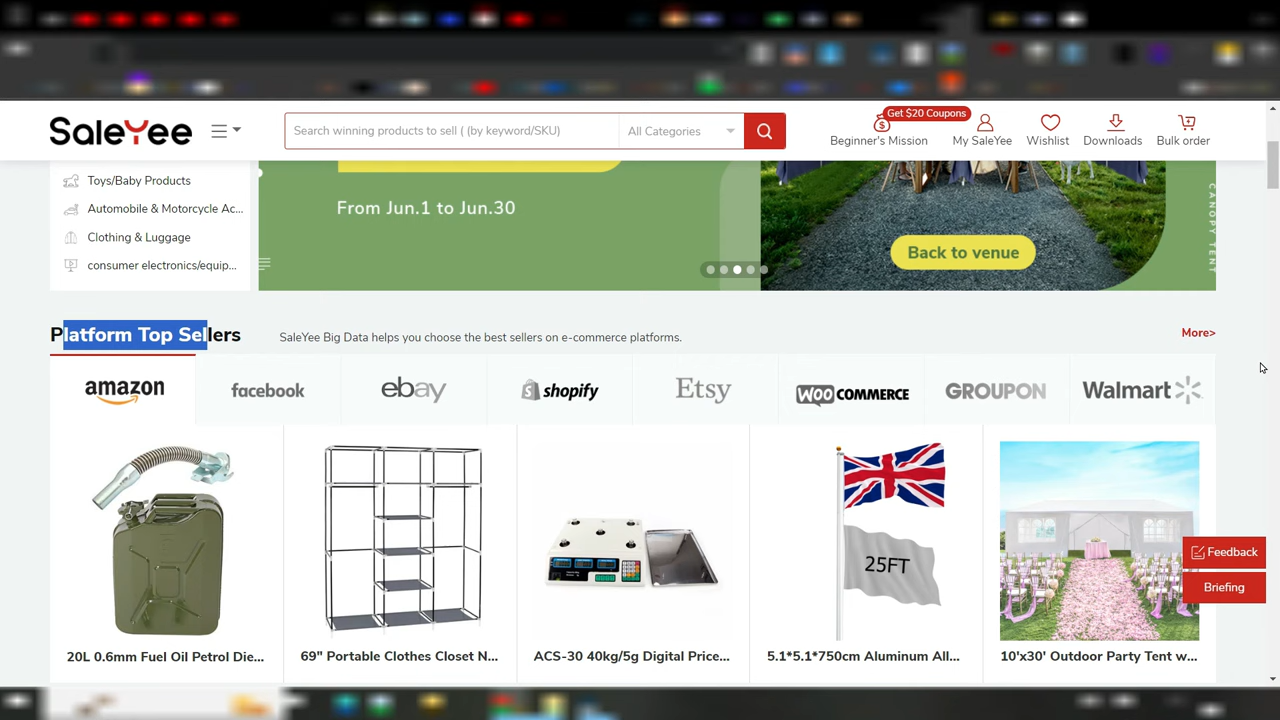 SaleYee
Search winning products to sell ( (by keyword/SKU)
All Categories
Get $20 Coupons
Beginner's Mission
My SaleYee
Wishlist
Downloads
Bulk order
Toys/Baby Products
Automobile & Motorcycle Ac...
Clothing & Luggage
consumer electronics/equip...
From Jun.1 to Jun.30
Back to venue
CANOPY TENT
Platform Top Sellers
SaleYee Big Data helps you choose the best sellers on e-commerce platforms.
More>
amazon
facebook
ebay
shopify
Etsy
WOO COMMERCE
GROUPON
Walmart
25FT
Feedback
Briefing
20L 0.6mm Fuel Oil Petrol Die...
69" Portable Clothes Closet N...
ACS-30 40kg/5g Digital Price...
5.1*5.1*750cm Aluminum All...
10'x30' Outdoor Party Tent w...